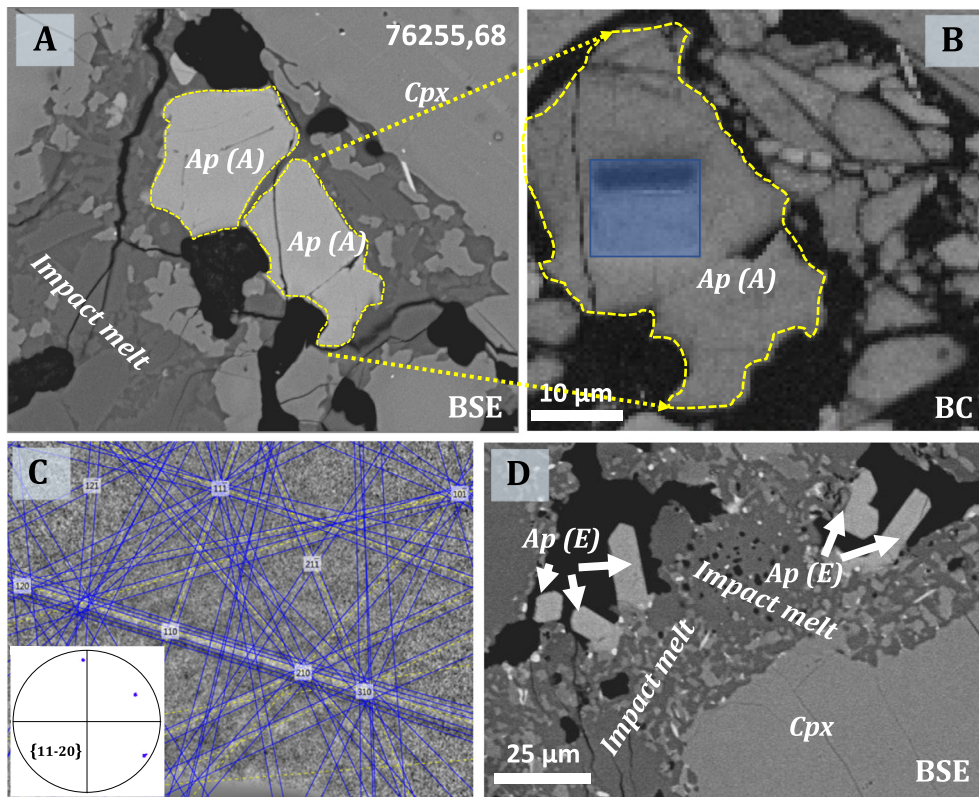 A
76255,68
Cpx
Ap (A)
Ap (A)
Impact melt
BSE
B
Ap (A)
10 µm
BC
C
121
111̄
101̄
211̄
120
110
210
310
{11-20}
D
Ap (E)
Ap (E)
Impact melt
Impact melt
Cpx
25 µm
BSE